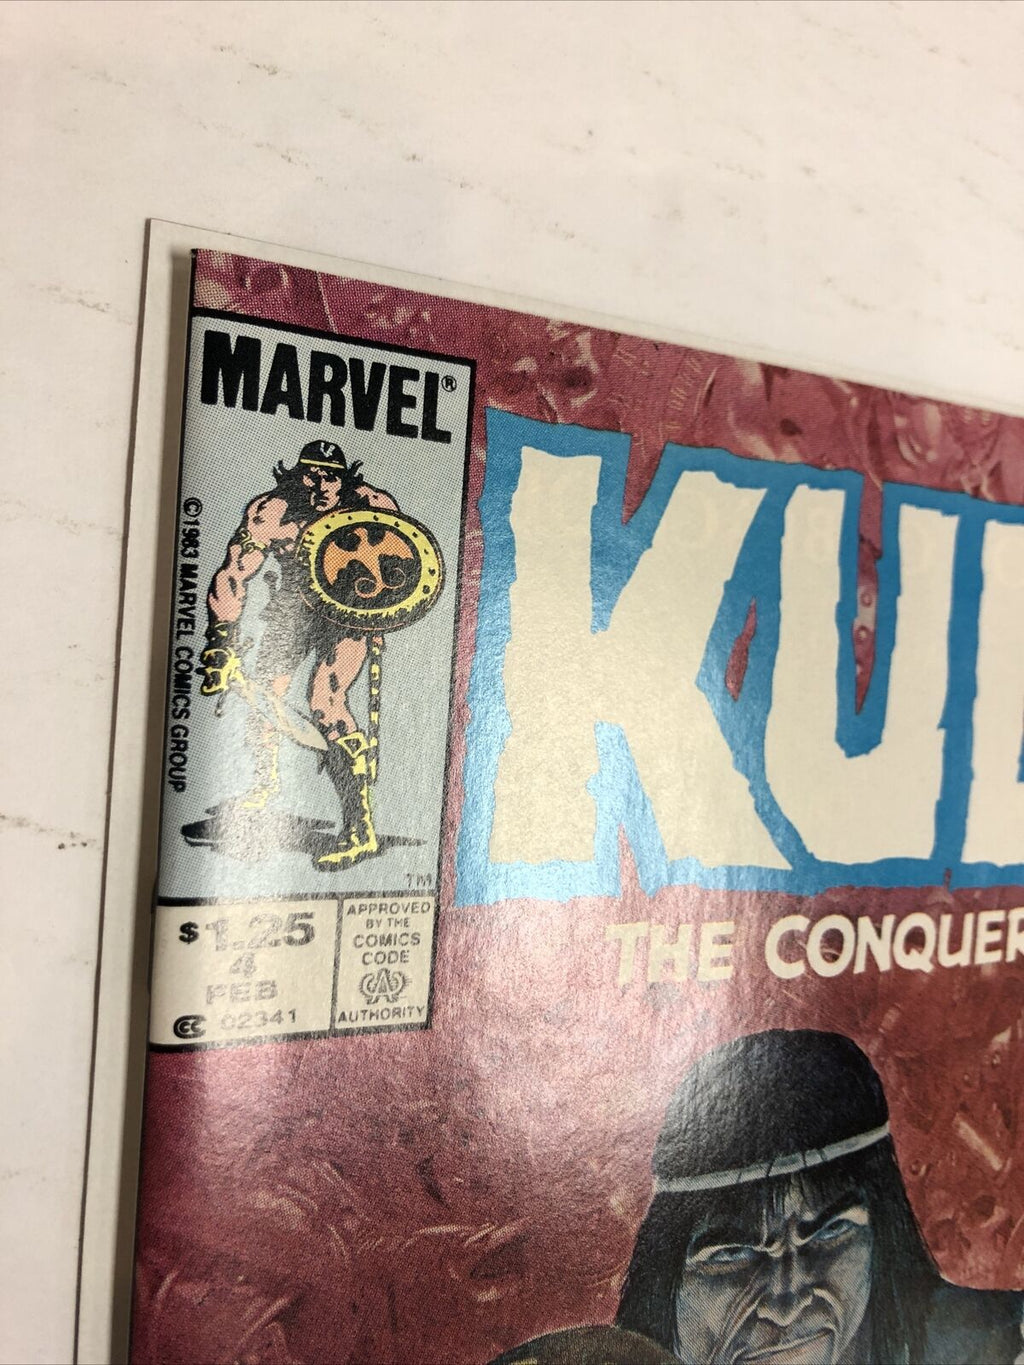 MARVEL®
©1983 MARVEL COMICS GROUP
TM
$1.25
4
FEB
CC 02341
APPROVED
BY THE
COMICS
CODE
AUTHORITY
KUL
THE CONQUER